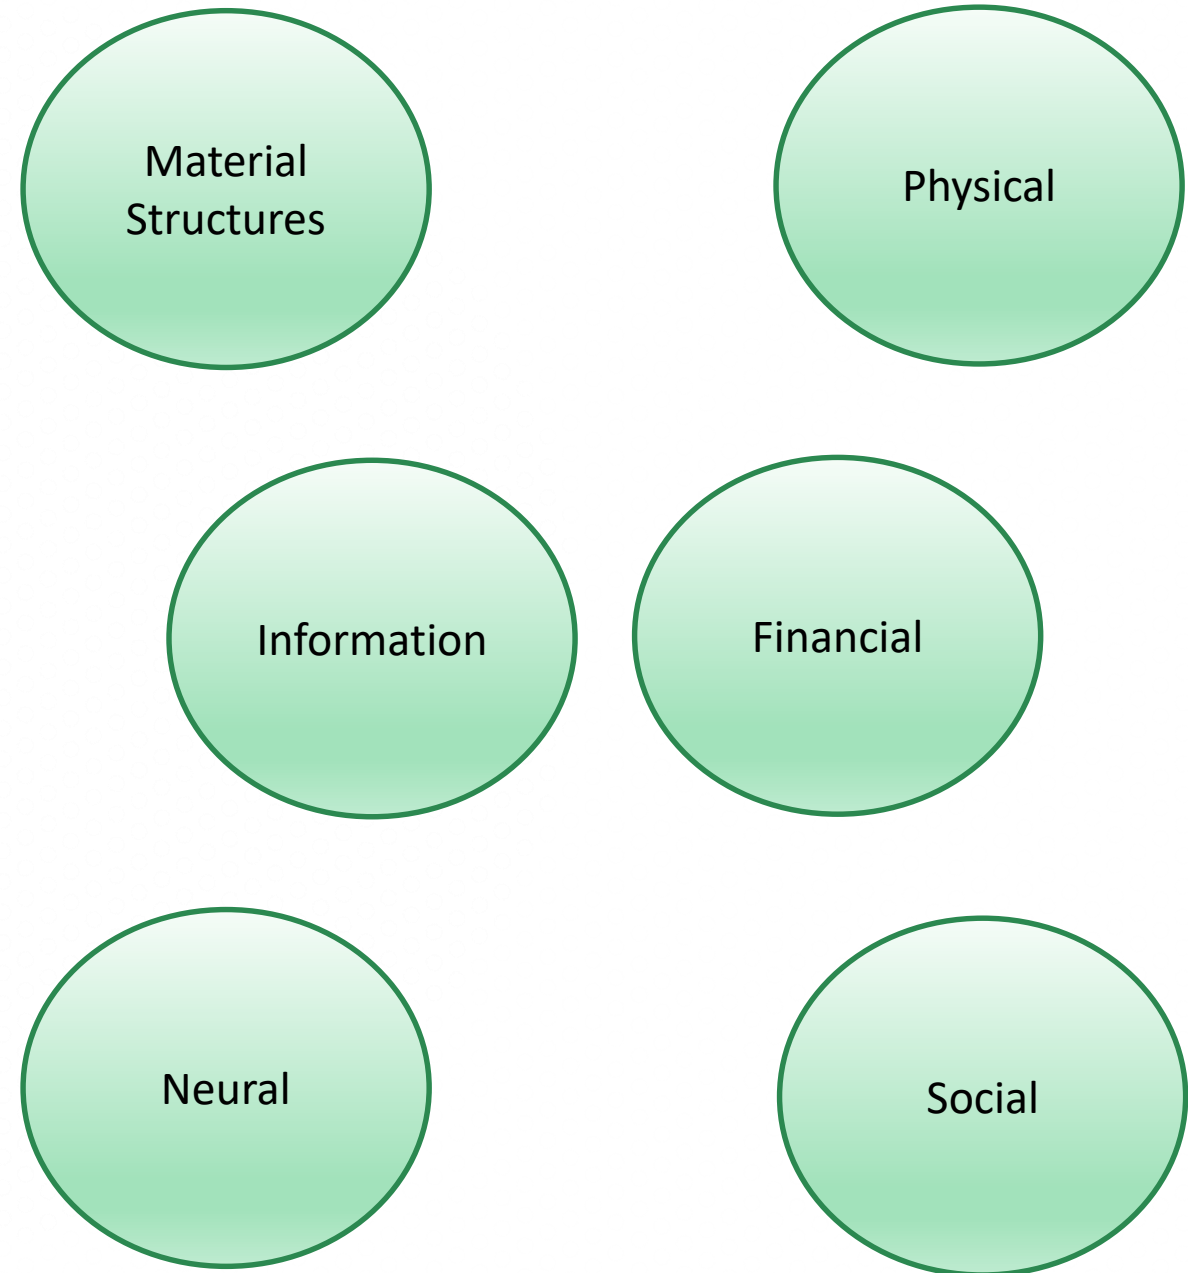 Material
Structures
Physical
Information
Financial
Neural
Social